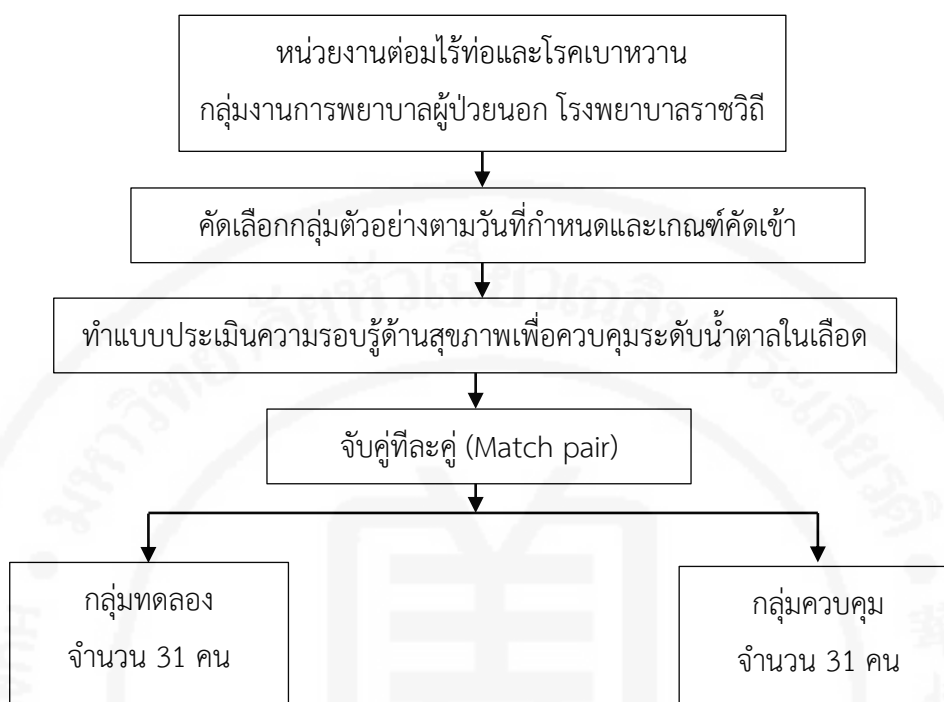 หน่วยงานต่อมไร้ท่อและโรคเบาหวาน
กลุ่มงานการพยาบาลผู้ป่วยนอก โรงพยาบาลราชวิถี
คัดเลือกกลุ่มตัวอย่างตามวันที่กำหนดและเกณฑ์คัดเข้า
ทำแบบประเมินความรอบรู้ด้านสุขภาพเพื่อควบคุมระดับน้ำตาลในเลือด
จับคู่ทีละคู่ (Match pair)
กลุ่มทดลอง
จำนวน 31 คน
กลุ่มควบคุม
จำนวน 31 คน